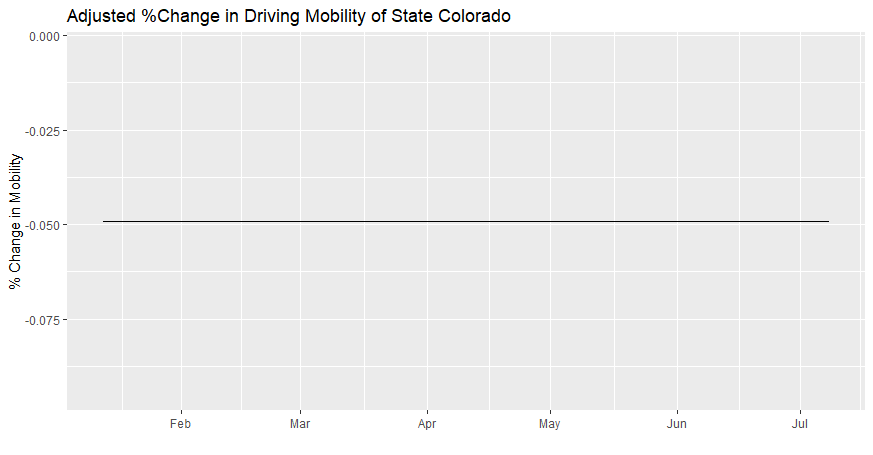 Adjusted %Change in Driving Mobility of State Colorado
% Change in Mobility
0.000
-0.025
-0.050
-0.075
Feb Mar Apr May Jun Jul